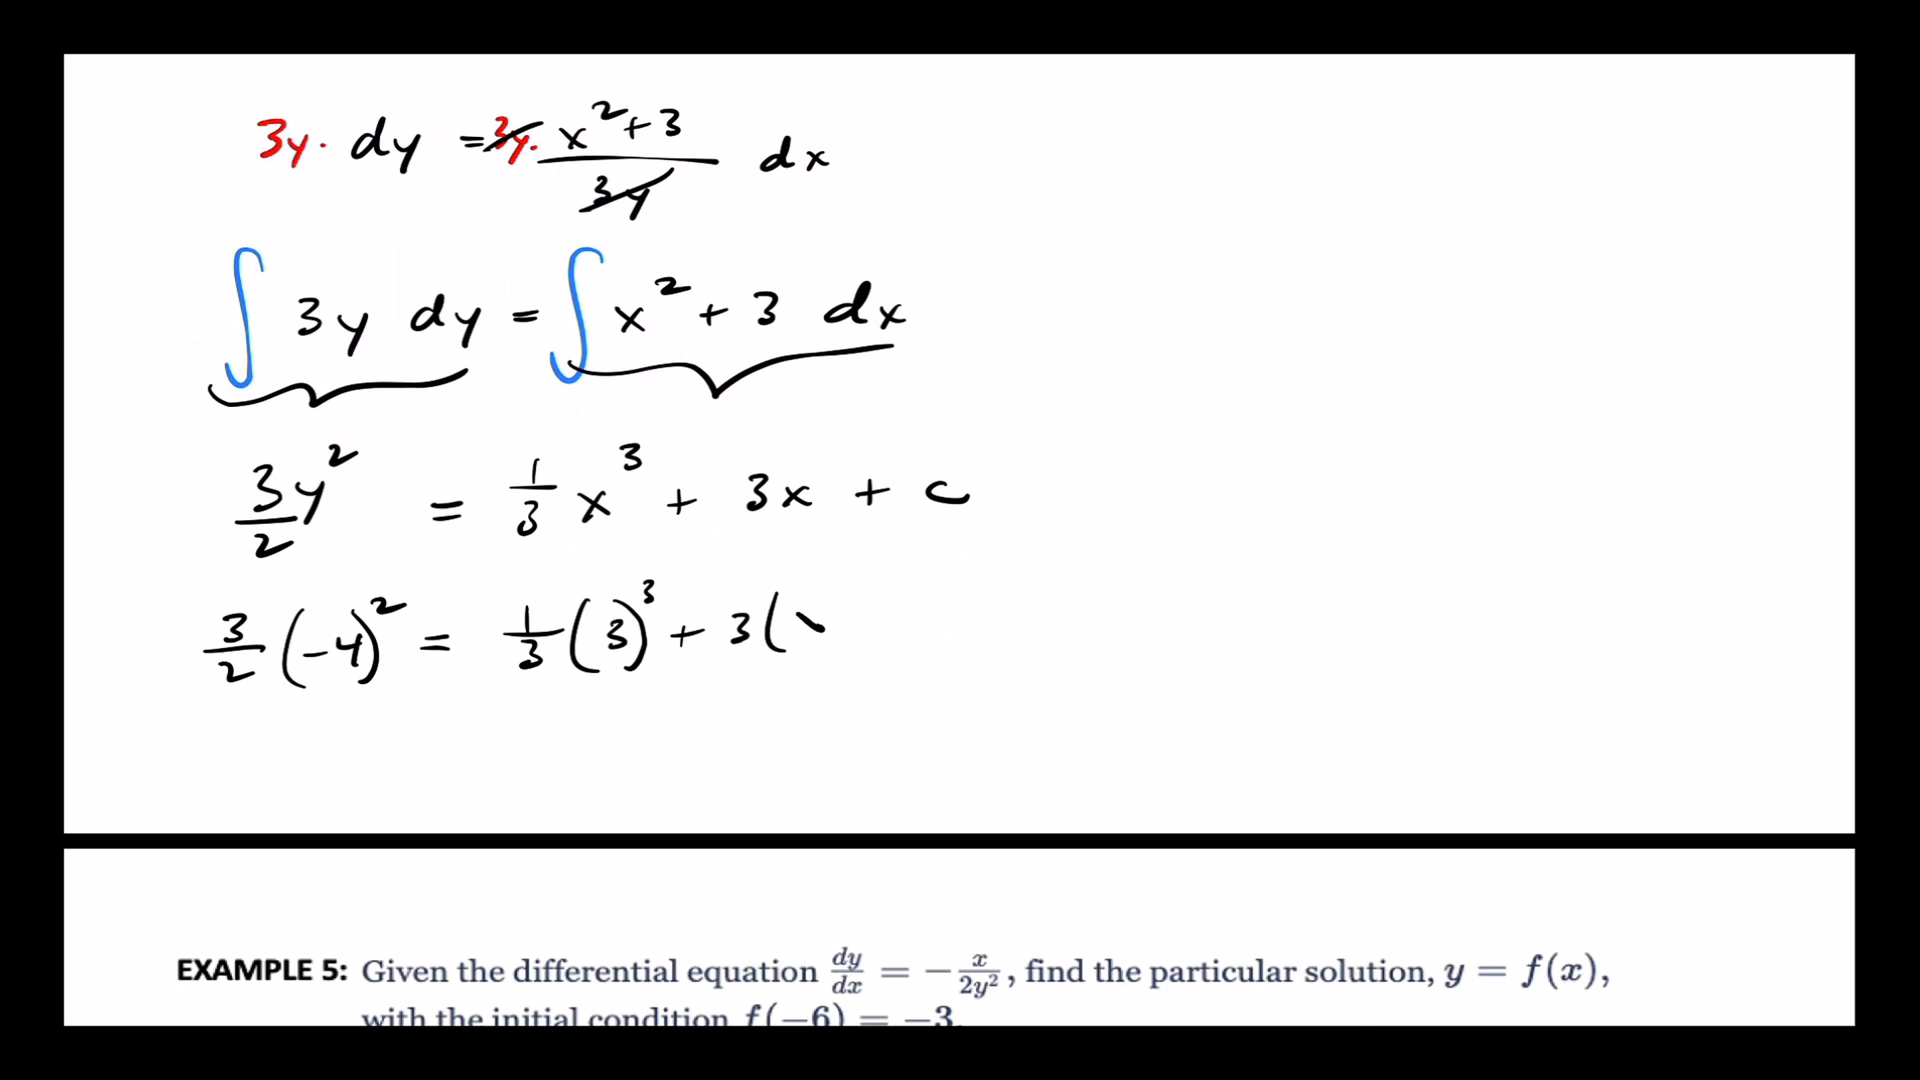 3y· dy = 3y· x²+3 / 3y dx
∫ 3y dy = ∫ x² + 3 dx
3/2 y² = 1/3 x³ + 3x + c
3/2 (-4)² = 1/3 (3)³ + 3(
EXAMPLE 5: Given the differential equation dy/dx = −x/2y², find the particular solution, y = f(x),
with the initial condition f(−6) = −3.